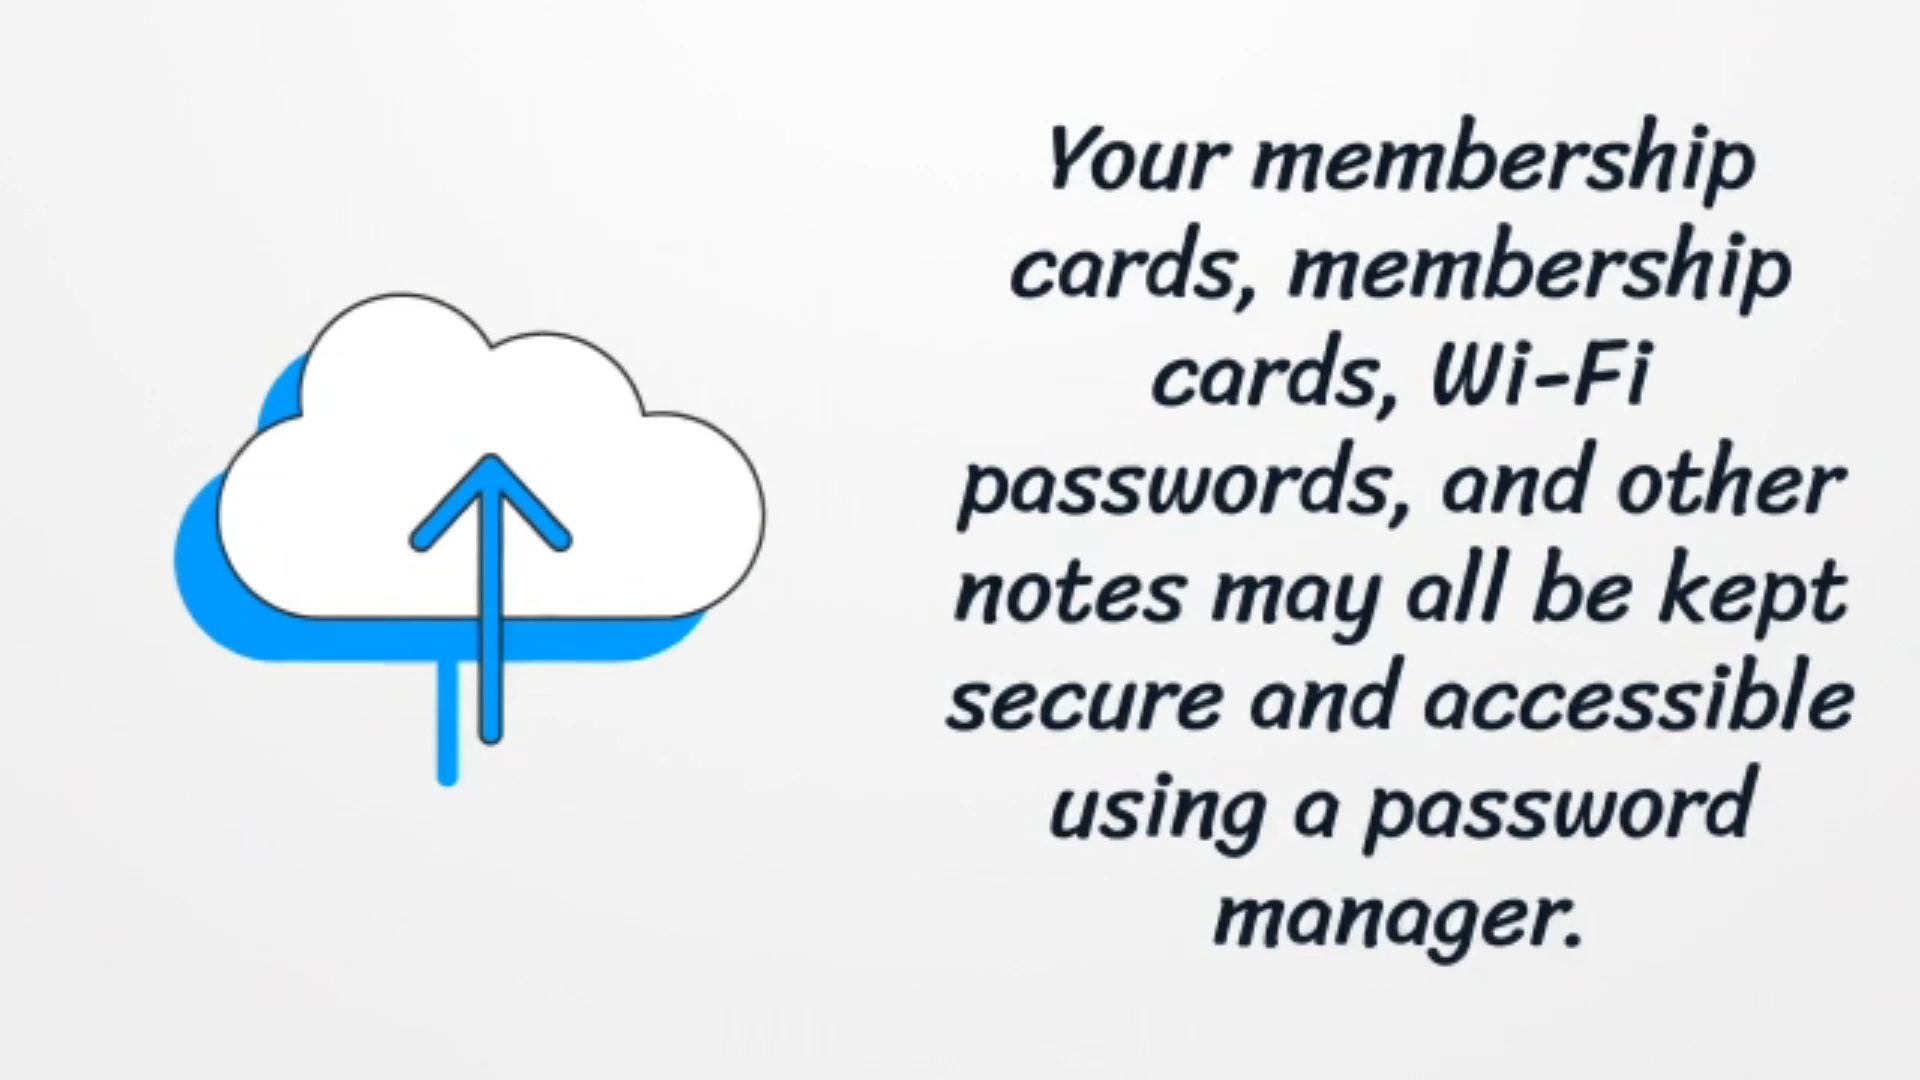 Your membership
cards, membership
cards, Wi-Fi
passwords, and other
notes may all be kept
secure and accessible
using a password
manager.